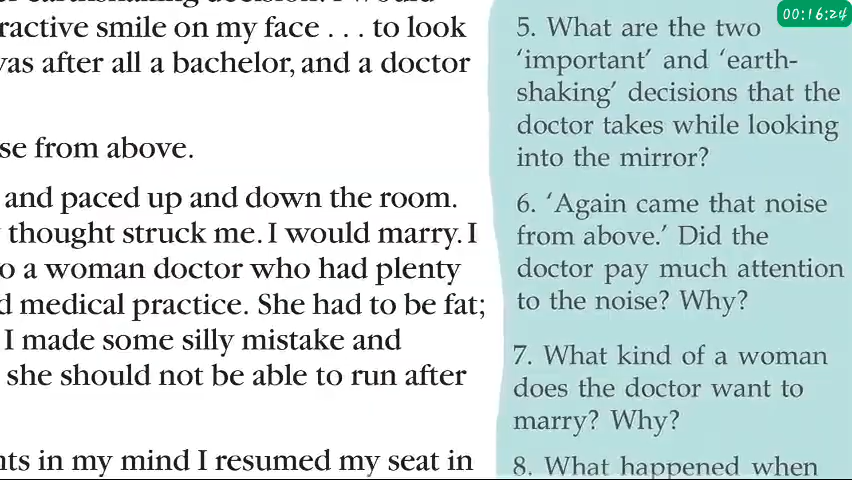 ractive smile on my face . . . to look
was after all a bachelor, and a doctor
se from above.
and paced up and down the room.
thought struck me. I would marry. I
o a woman doctor who had plenty
d medical practice. She had to be fat;
I made some silly mistake and
she should not be able to run after
nts in my mind I resumed my seat in
00:16:24
5. What are the two
‘important’ and ‘earth-
shaking’ decisions that the
doctor takes while looking
into the mirror?
6. ‘Again came that noise
from above.’ Did the
doctor pay much attention
to the noise? Why?
7. What kind of a woman
does the doctor want to
marry? Why?
8. What happened when